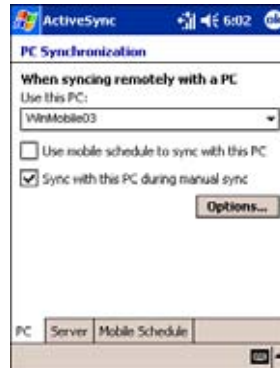 ActiveSync 6:02 ok
PC Synchronization
When syncing remotely with a PC
Use this PC:
WinMobile03
Use mobile schedule to sync with this PC
Sync with this PC during manual sync
Options...
PC Server Mobile Schedule